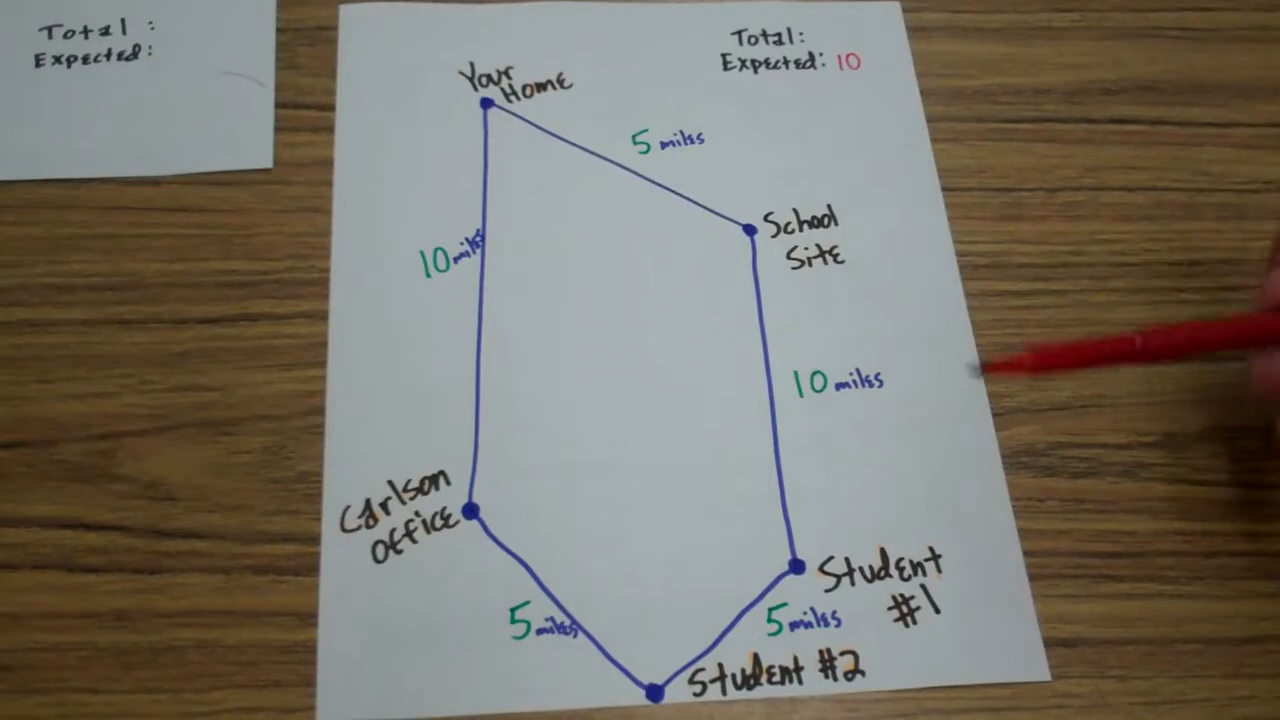 Total :
Expected:
Total:
Expected: 10
Your
Home
5 miles
School
Site
10 miles
10 miles
Carlson
office
Student
#1
5 miles
5 miles
Student #2